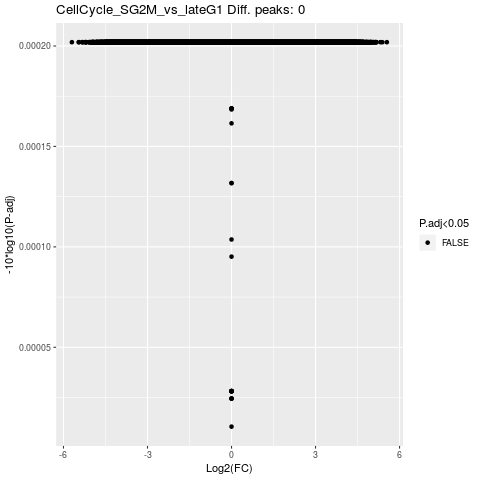 CellCycle_SG2M_vs_lateG1 Diff. peaks: 0
0.00020
0.00015
0.00010
0.00005
-10*log10(P-adj)
-6
-3
0
3
6
Log2(FC)
P.adj<0.05
FALSE